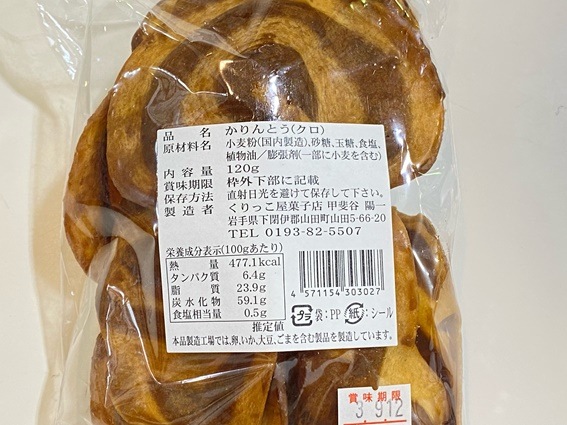 品名 かりんとう(クロ)
原材料名 小麦粉(国内製造)、砂糖、玉糖、食塩、
植物油/膨張剤(一部に小麦を含む)
内容量 120g
賞味期限 枠外下部に記載
保存方法 直射日光を避けて保存して下さい。
製造者 くりっこ屋菓子店 甲斐谷 陽一
岩手県下閉伊郡山田町山田5-66-20
TEL 0193-82-5507
栄養成分表示(100gあたり)
熱量 477.1kcal
タンパク質 6.4g
脂質 23.9g
炭水化物 59.1g
食塩相当量 0.5g
推定値
4 571154 303027
プラ 袋:PP 紙:シール
本品製造工場では、卵、いか、大豆、ごまを含む製品を製造しています。
賞味期限
3 9 12